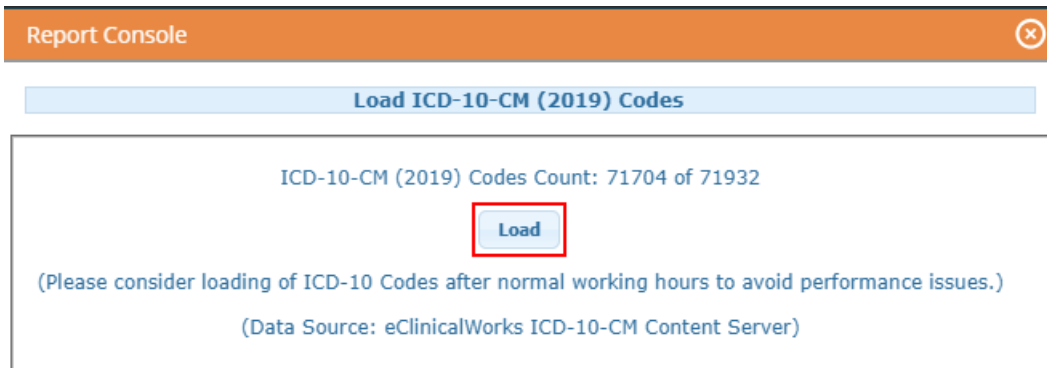 Report Console
Load ICD-10-CM (2019) Codes
ICD-10-CM (2019) Codes Count: 71704 of 71932
Load
(Please consider loading of ICD-10 Codes after normal working hours to avoid performance issues.)
(Data Source: eClinicalWorks ICD-10-CM Content Server)